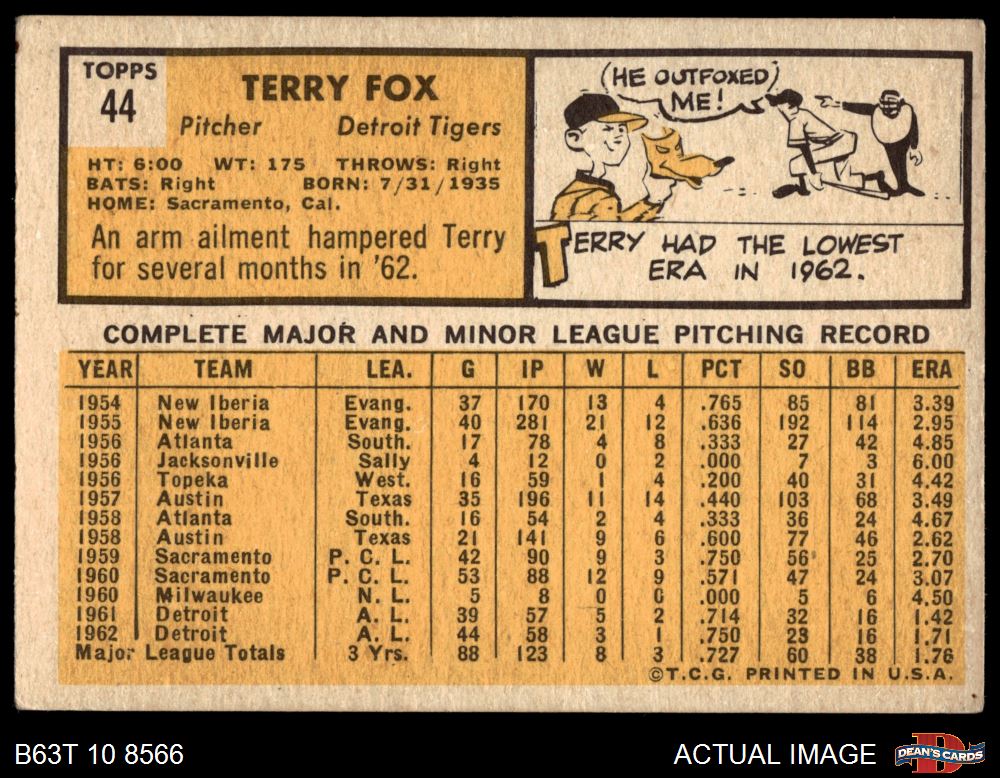 TOPPS
44
TERRY FOX
Pitcher Detroit Tigers
HT: 6:00 WT: 175 THROWS: Right
BATS: Right BORN: 7/31/1935
HOME: Sacramento, Cal.
An arm ailment hampered Terry
for several months in '62.
(HE OUTFOXED)
ME!
TERRY HAD THE LOWEST
ERA IN 1962.
COMPLETE MAJOR AND MINOR LEAGUE PITCHING RECORD
YEAR TEAM LEA. G IP W L PCT SO BB ERA
1954 New Iberia Evang. 37 170 13 4 .765 85 81 3.39
1955 New Iberia Evang. 40 281 21 12 .636 192 114 2.95
1956 Atlanta South. 17 78 4 8 .333 27 42 4.85
1956 Jacksonville Sally 4 12 0 2 .000 7 3 6.00
1956 Topeka West. 16 59 1 4 .200 40 31 4.42
1957 Austin Texas 35 196 11 14 .440 103 68 3.49
1958 Atlanta South. 16 54 2 4 .333 36 24 4.67
1958 Austin Texas 21 141 9 6 .600 77 46 2.62
1959 Sacramento P. C. L. 42 90 9 3 .750 56 25 2.70
1960 Sacramento P. C. L. 53 88 12 9 .571 47 24 3.07
1960 Milwaukee N. L. 5 8 0 0 .000 5 6 4.50
1961 Detroit A. L. 39 57 5 2 .714 32 16 1.42
1962 Detroit A. L. 44 58 3 1 .750 23 16 1.71
Major League Totals 3 Yrs. 88 123 8 3 .727 60 38 1.76
©T.C.G. PRINTED IN U.S.A.
B63T 10 8566 ACTUAL IMAGE DEAN'S CARDS